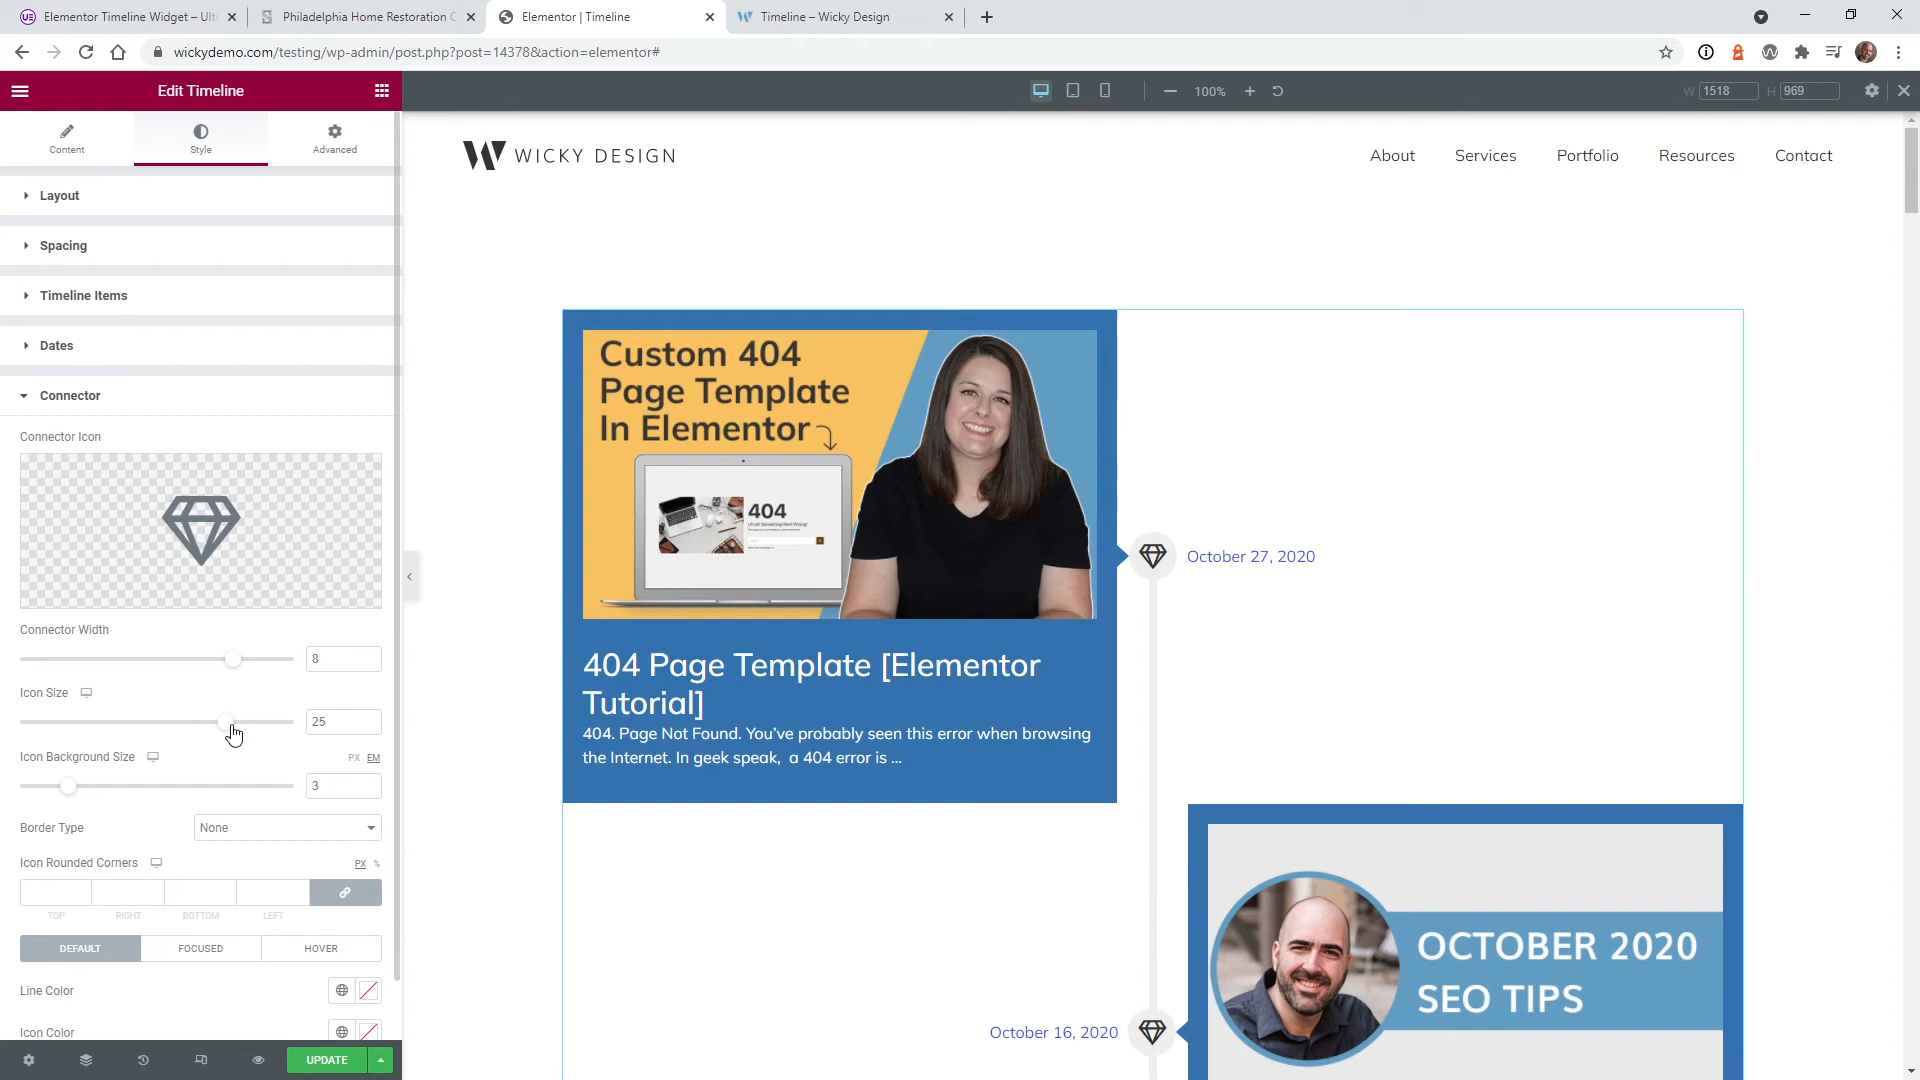 Elementor Timeline Widget – Ulti
Philadelphia Home Restoration C
Elementor | Timeline
Timeline – Wicky Design
wickydemo.com/testing/wp-admin/post.php?post=14378&action=elementor#
Edit Timeline
100%
W 1518 H 969
Content
Style
Advanced
Layout
Spacing
Timeline Items
Dates
Connector
Connector Icon
Connector Width
8
Icon Size
25
Icon Background Size
PX EM
3
Border Type
None
Icon Rounded Corners
PX %
TOP RIGHT BOTTOM LEFT
DEFAULT FOCUSED HOVER
Line Color
Icon Color
UPDATE
WICKY DESIGN
About Services Portfolio Resources Contact
Custom 404
Page Template
In Elementor
404
October 27, 2020
404 Page Template [Elementor
Tutorial]
404. Page Not Found. You've probably seen this error when browsing
the Internet. In geek speak, a 404 error is ...
October 16, 2020
OCTOBER 2020
SEO TIPS